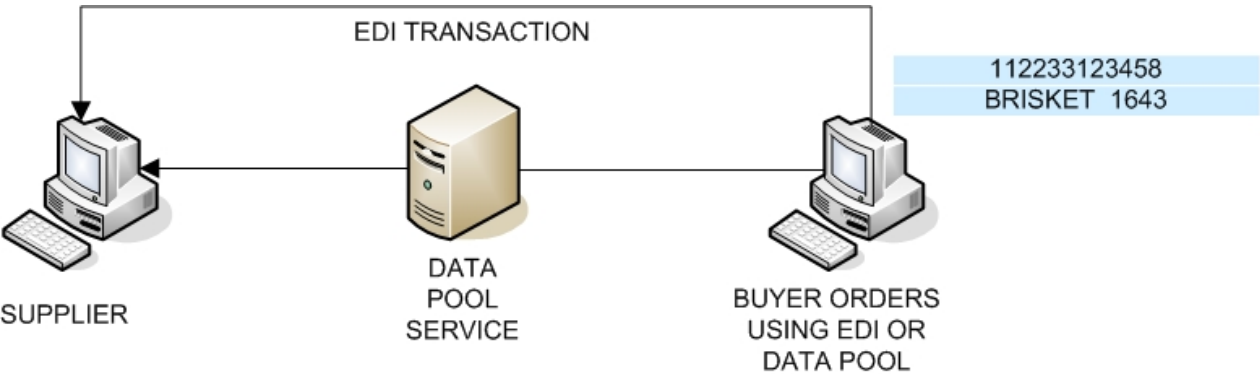 EDI TRANSACTION
112233123458
BRISKET 1643
DATA
POOL
SERVICE
SUPPLIER
BUYER ORDERS
USING EDI OR
DATA POOL